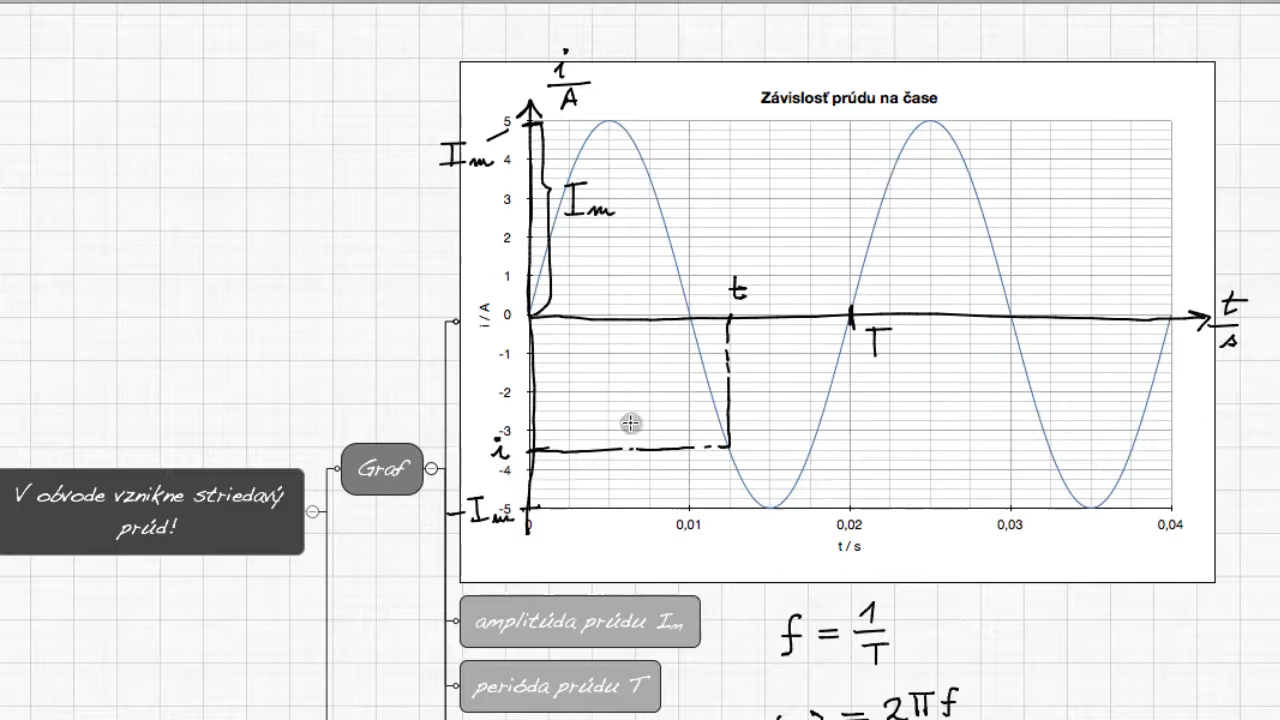 i/A
Závislosť prúdu na čase
5
Im
4
Im
3
2
1
t
0
t/s
T
i / A
-1
-2
-3
i
-4
-5
-Im
0
0,01
0,02
0,03
0,04
t / s
Graf
V obvode vznikne striedavý
prúd!
amplitúda prúdu Im
f = 1/T
perióda prúdu T
= 2πf